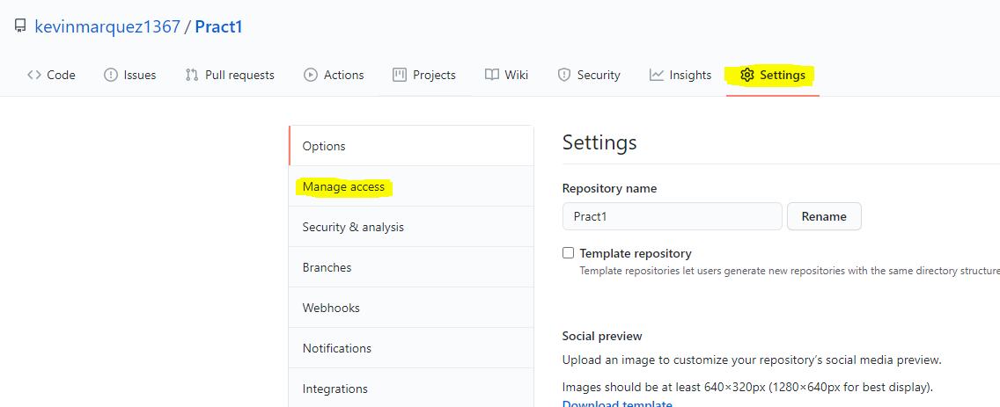 kevinmarquez1367 / Pract1
Code Issues Pull requests Actions Projects Wiki Security Insights Settings
Options
Manage access
Security & analysis
Branches
Webhooks
Notifications
Integrations
Settings
Repository name
Pract1 Rename
Template repository
Template repositories let users generate new repositories with the same directory structure
Social preview
Upload an image to customize your repository’s social media preview.
Images should be at least 640×320px (1280×640px for best display).
Download template